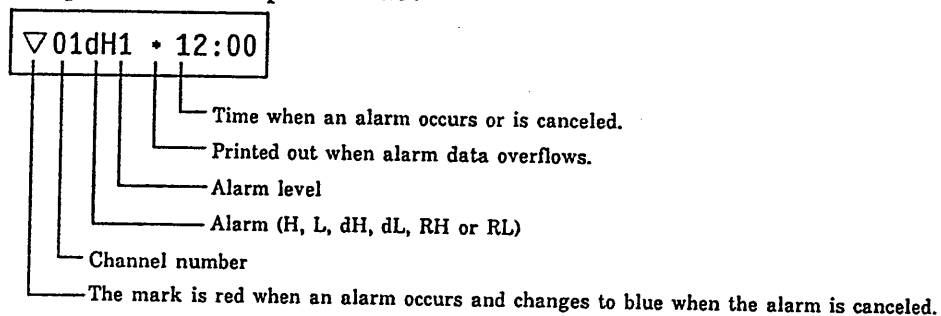 ▽01dH1 * 12:00
Time when an alarm occurs or is canceled.
Printed out when alarm data overflows.
Alarm level
Alarm (H, L, dH, dL, RH or RL)
Channel number
The mark is red when an alarm occurs and changes to blue when the alarm is canceled.